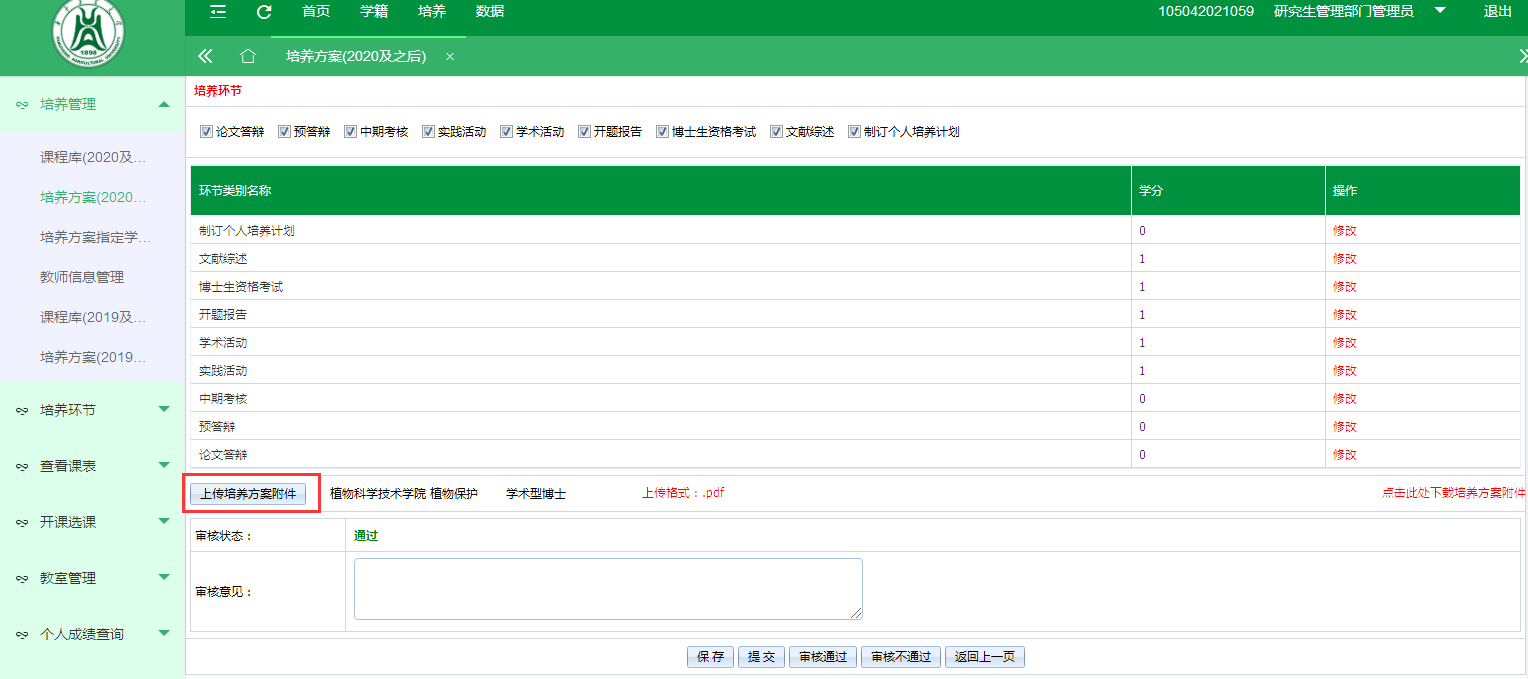 首页 学籍 培养 数据 105042021059 研究生管理部门管理员 退出
培养方案(2020及之后) ×
1898
培养管理
课程库(2020及...
培养方案(2020...
培养方案指定学...
教师信息管理
课程库(2019及...
培养方案(2019...
培养环节
查看课表
开课选课
教室管理
个人成绩查询
培养环节
论文答辩 预答辩 中期考核 实践活动 学术活动 开题报告 博士生资格考试 文献综述 制订个人培养计划
环节类别名称 学分 操作
制订个人培养计划 0 修改
文献综述 1 修改
博士生资格考试 1 修改
开题报告 1 修改
学术活动 1 修改
实践活动 1 修改
中期考核 0 修改
预答辩 0 修改
论文答辩 0 修改
上传培养方案附件 植物科学技术学院 植物保护 学术型博士 上传格式：.pdf 点击此处下载培养方案附件
审核状态： 通过
审核意见：
保 存 提 交 审核通过 审核不通过 返回上一页